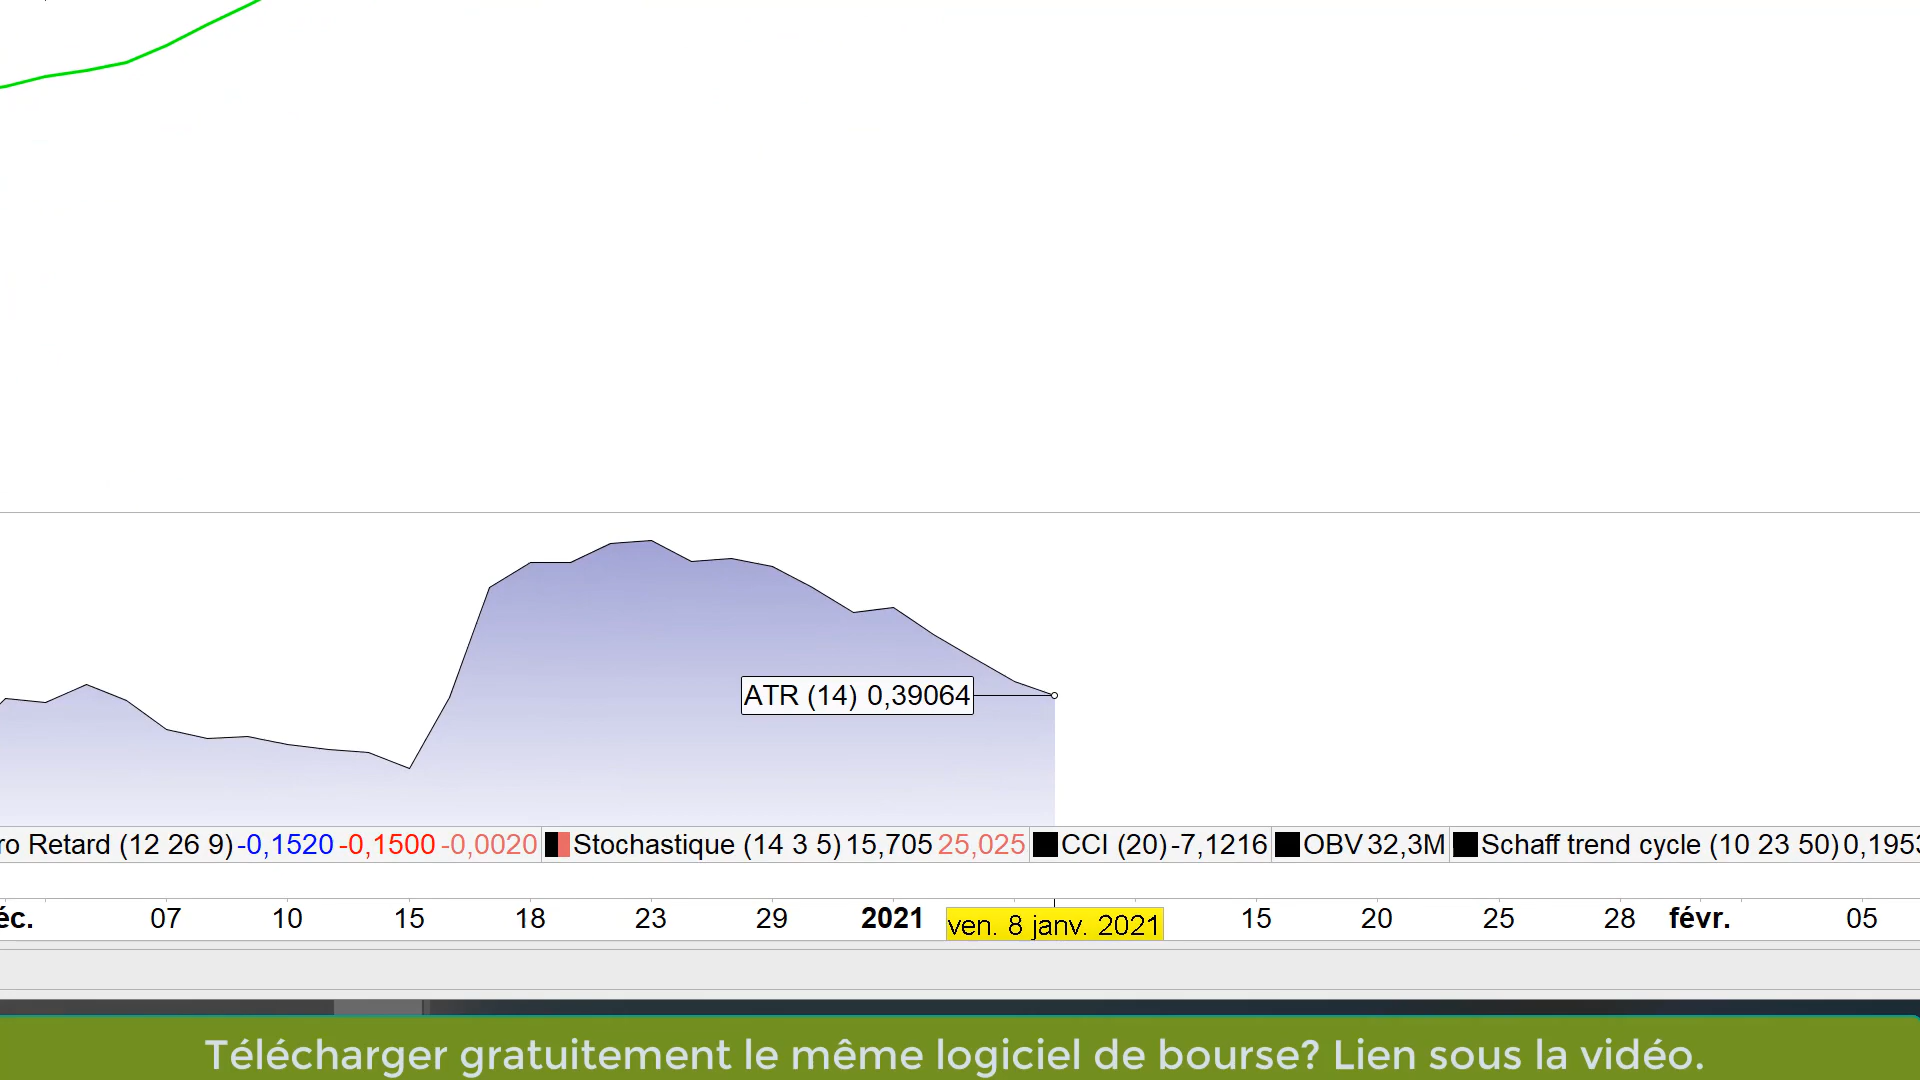 ATR (14) 0,39064
ro Retard (12 26 9) -0,1520 -0,1500 -0,0020 Stochastique (14 3 5) 15,705 25,025 CCI (20) -7,1216 OBV 32,3M Schaff trend cycle (10 23 50) 0,1953
éc. 07 10 15 18 23 29 2021 ven. 8 janv. 2021 15 20 25 28 févr. 05
Télécharger gratuitement le même logiciel de bourse? Lien sous la vidéo.